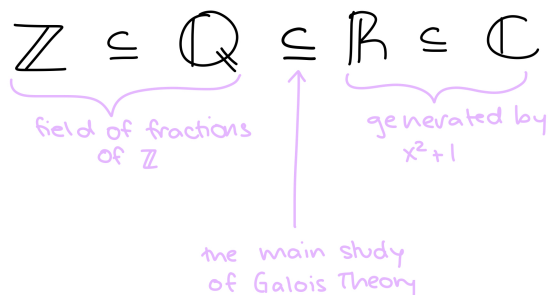 ℤ ⊆ ℚ ⊆ ℝ ⊆ ℂ
field of fractions
of ℤ
generated by
x²+1
the main study
of Galois Theory